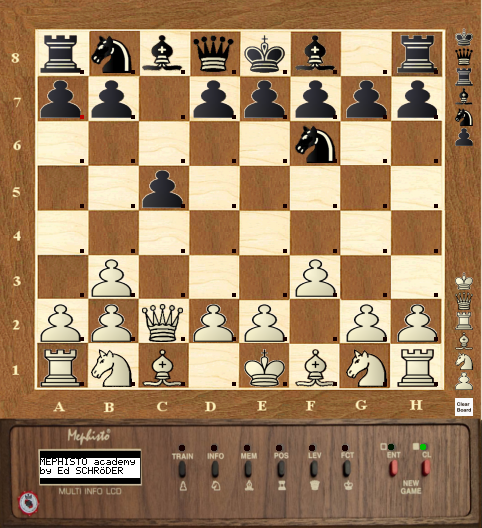 8
7
6
5
4
3
2
1
A B C D E F G H
Clear
Board
Mephisto
MEPHISTO academy
by Ed SCHRöDER
MULTI INFO LCD
TRAIN INFO MEM POS LEV FCT ENT CL
NEW
GAME